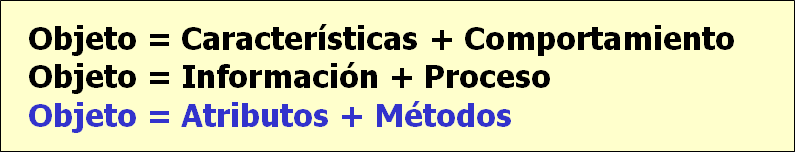 Objeto = Características + Comportamiento
Objeto = Información + Proceso
Objeto = Atributos + Métodos